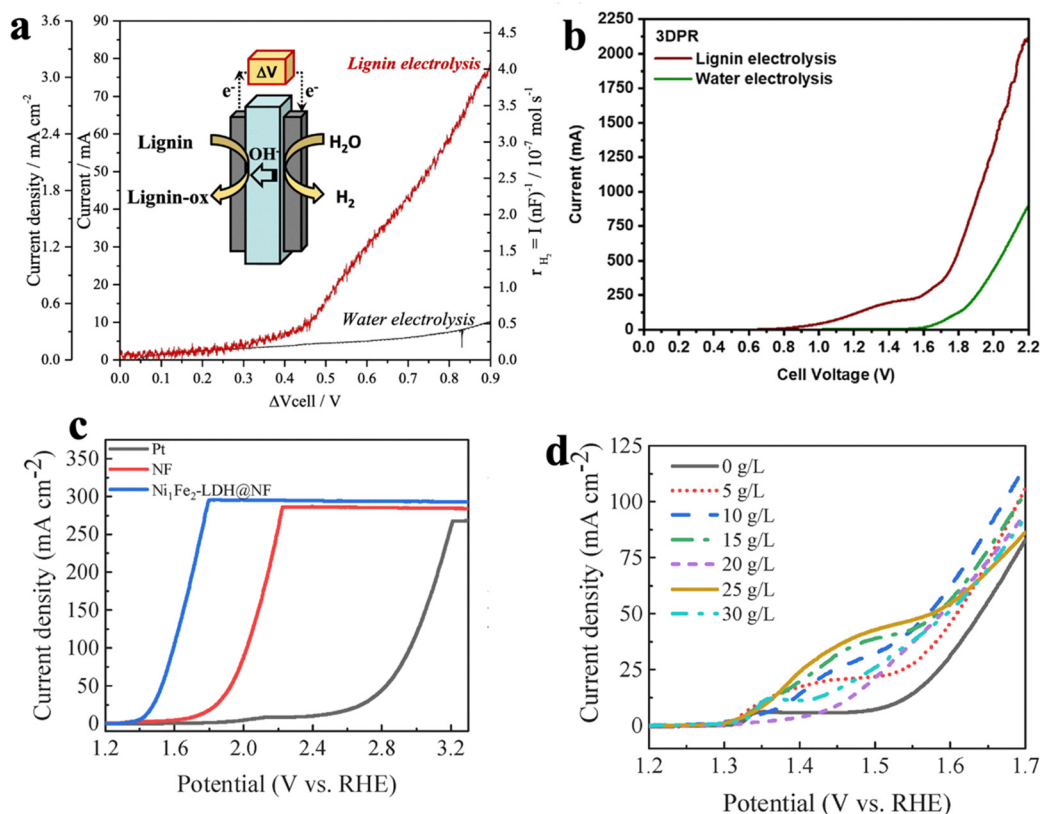 a
Current density / mA cm⁻²
3.6
3.0
2.4
1.8
1.2
0.6
0.0
Current / mA
90
80
70
60
50
40
30
20
10
0
Lignin electrolysis
ΔV
e⁻
e⁻
Lignin
H₂O
OH⁻
Lignin-ox
H₂
Water electrolysis
4.5
4.0
3.5
3.0
2.5
2.0
1.5
1.0
0.5
0.0
r H₂ = I (nF)⁻¹ / 10⁻⁷ mol s⁻¹
0.0 0.1 0.2 0.3 0.4 0.5 0.6 0.7 0.8 0.9
ΔVcell / V
b
3DPR
Lignin electrolysis
Water electrolysis
Current (mA)
2250
2000
1750
1500
1250
1000
750
500
250
0
0.0 0.2 0.4 0.6 0.8 1.0 1.2 1.4 1.6 1.8 2.0 2.2
Cell Voltage (V)
c
Pt
NF
Ni₁Fe₂-LDH@NF
Current density (mA cm⁻²)
350
300
250
200
150
100
50
0
1.2 1.6 2.0 2.4 2.8 3.2
Potential (V vs. RHE)
d
0 g/L
5 g/L
10 g/L
15 g/L
20 g/L
25 g/L
30 g/L
Current density (mA cm⁻²)
125
100
75
50
25
0
1.2 1.3 1.4 1.5 1.6 1.7
Potential (V vs. RHE)